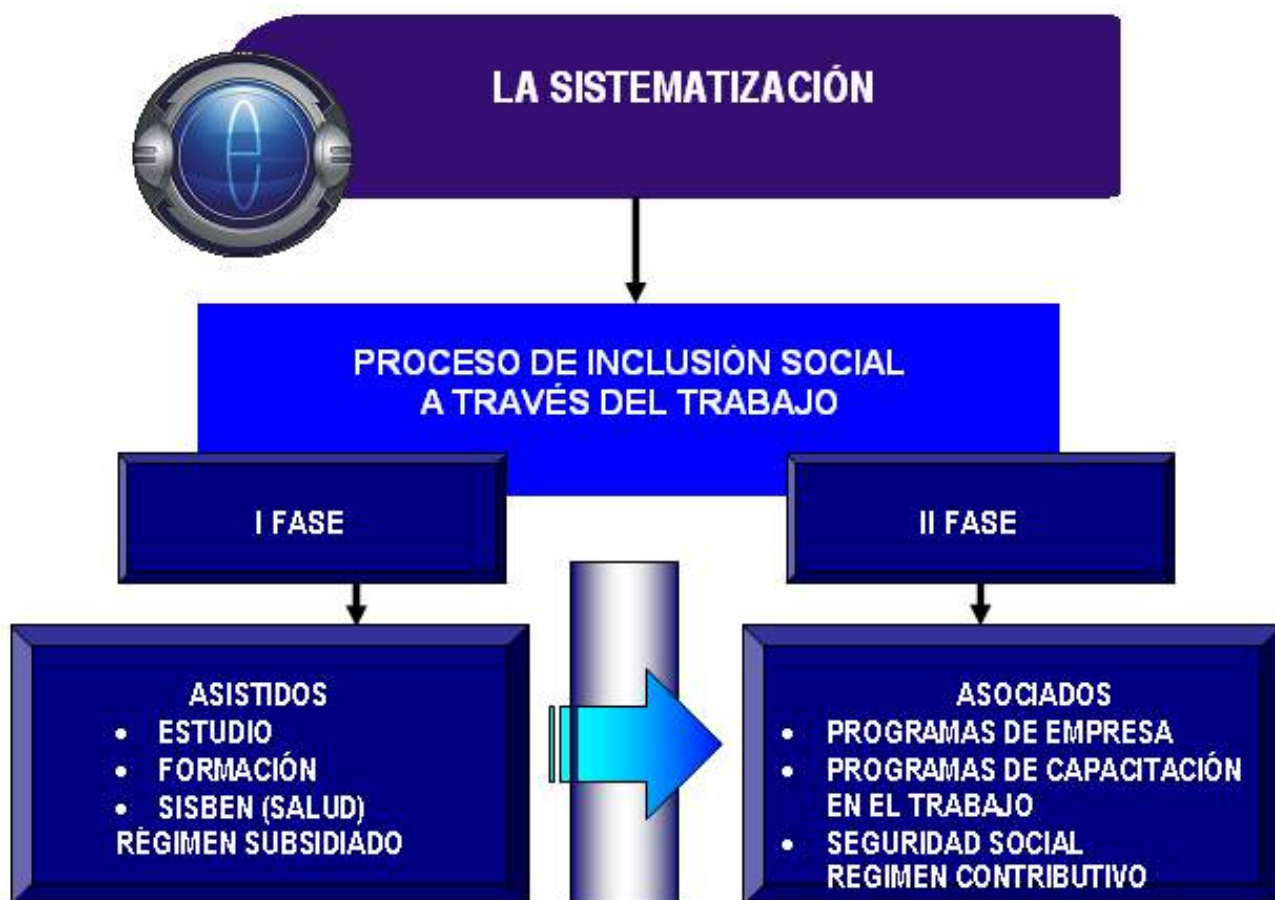 LA SISTEMATIZACIÓN
PROCESO DE INCLUSIÓN SOCIAL
A TRAVÉS DEL TRABAJO
I FASE
II FASE
ASISTIDOS
• ESTUDIO
• FORMACIÓN
• SISBEN (SALUD)
RÉGIMEN SUBSIDIADO
ASOCIADOS
• PROGRAMAS DE EMPRESA
• PROGRAMAS DE CAPACITACIÓN
EN EL TRABAJO
• SEGURIDAD SOCIAL
REGIMEN CONTRIBUTIVO